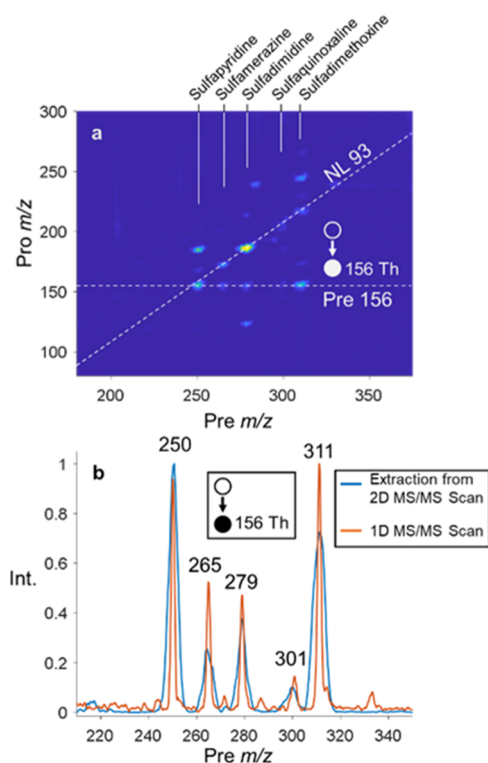 Sulfapyridine
Sulfamerazine
Sulfadimidine
Sulfaquinoxaline
Sulfadimethoxine
a
NL 93
156 Th
Pre 156
300
250
200
150
100
Pro m/z
200
250
300
350
Pre m/z
b
250
265
279
301
311
156 Th
Extraction from
2D MS/MS Scan
1D MS/MS Scan
1
0.8
0.6
0.4
0.2
0
Int.
220
240
260
280
300
320
340
Pre m/z